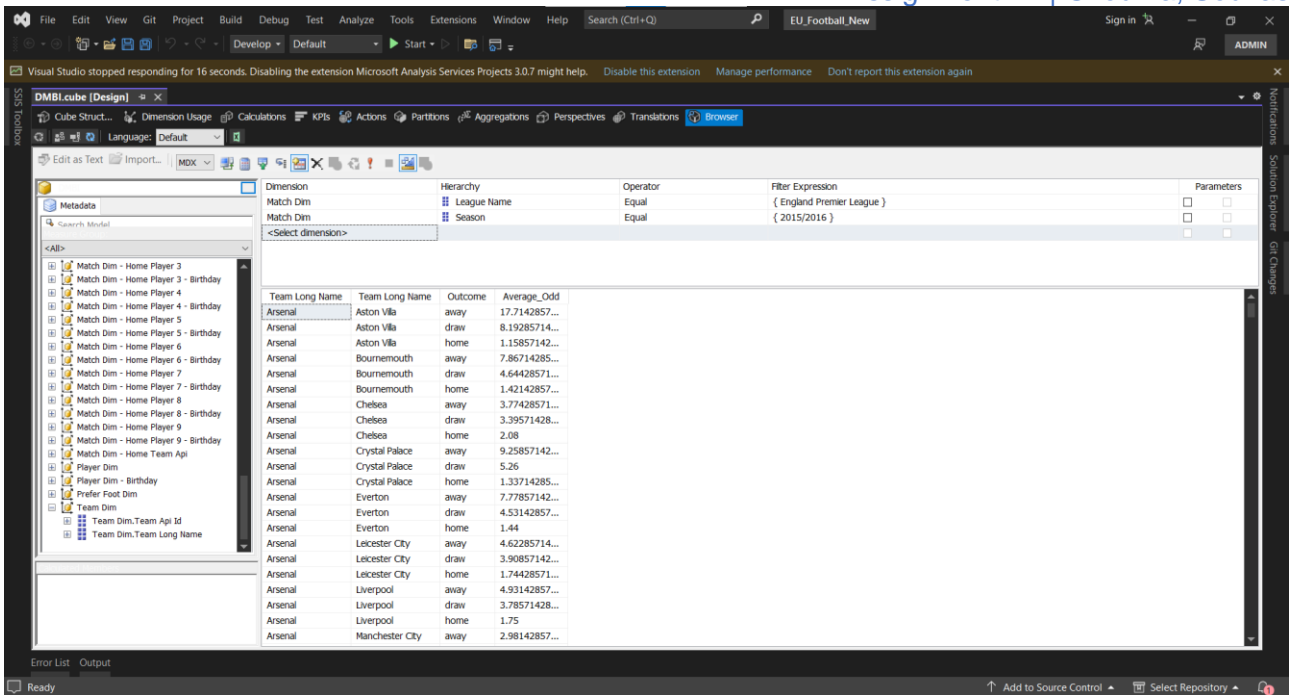 File Edit View Git Project Build Debug Test Analyze Tools Extensions Window Help Search (Ctrl+Q) EU_Football_New Sign in
Develop Default Start ADMIN
Visual Studio stopped responding for 16 seconds. Disabling the extension Microsoft Analysis Services Projects 3.0.7 might help. Disable this extension Manage performance Don't report this extension again
SSIS Toolbox
DMBI.cube [Design]
Cube Struct... Dimension Usage Calculations KPIs Actions Partitions Aggregations Perspectives Translations Browser
Language: Default
Edit as Text Import... MDX
Metadata
Search Model
<All>
Match Dim - Home Player 3
Match Dim - Home Player 3 - Birthday
Match Dim - Home Player 4
Match Dim - Home Player 4 - Birthday
Match Dim - Home Player 5
Match Dim - Home Player 5 - Birthday
Match Dim - Home Player 6
Match Dim - Home Player 6 - Birthday
Match Dim - Home Player 7
Match Dim - Home Player 7 - Birthday
Match Dim - Home Player 8
Match Dim - Home Player 8 - Birthday
Match Dim - Home Player 9
Match Dim - Home Player 9 - Birthday
Match Dim - Home Team Api
Player Dim
Player Dim - Birthday
Prefer Foot Dim
Team Dim
Team Dim.Team Api Id
Team Dim.Team Long Name
Dimension Hierarchy Operator Filter Expression Parameters
Match Dim League Name Equal { England Premier League }
Match Dim Season Equal { 2015/2016 }
<Select dimension>
Team Long Name Team Long Name Outcome Average_Odd
Arsenal Aston Villa away 17.7142857...
Arsenal Aston Villa draw 8.19285714...
Arsenal Aston Villa home 1.15857142...
Arsenal Bournemouth away 7.86714285...
Arsenal Bournemouth draw 4.64428571...
Arsenal Bournemouth home 1.42142857...
Arsenal Chelsea away 3.77428571...
Arsenal Chelsea draw 3.39571428...
Arsenal Chelsea home 2.08
Arsenal Crystal Palace away 9.25857142...
Arsenal Crystal Palace draw 5.26
Arsenal Crystal Palace home 1.33714285...
Arsenal Everton away 7.77857142...
Arsenal Everton draw 4.53142857...
Arsenal Everton home 1.44
Arsenal Leicester City away 4.62285714...
Arsenal Leicester City draw 3.90857142...
Arsenal Leicester City home 1.74428571...
Arsenal Liverpool away 4.93142857...
Arsenal Liverpool draw 3.78571428...
Arsenal Liverpool home 1.75
Arsenal Manchester City away 2.98142857...
Notifications
Solution Explorer
Git Changes
Error List Output
Ready Add to Source Control Select Repository 1